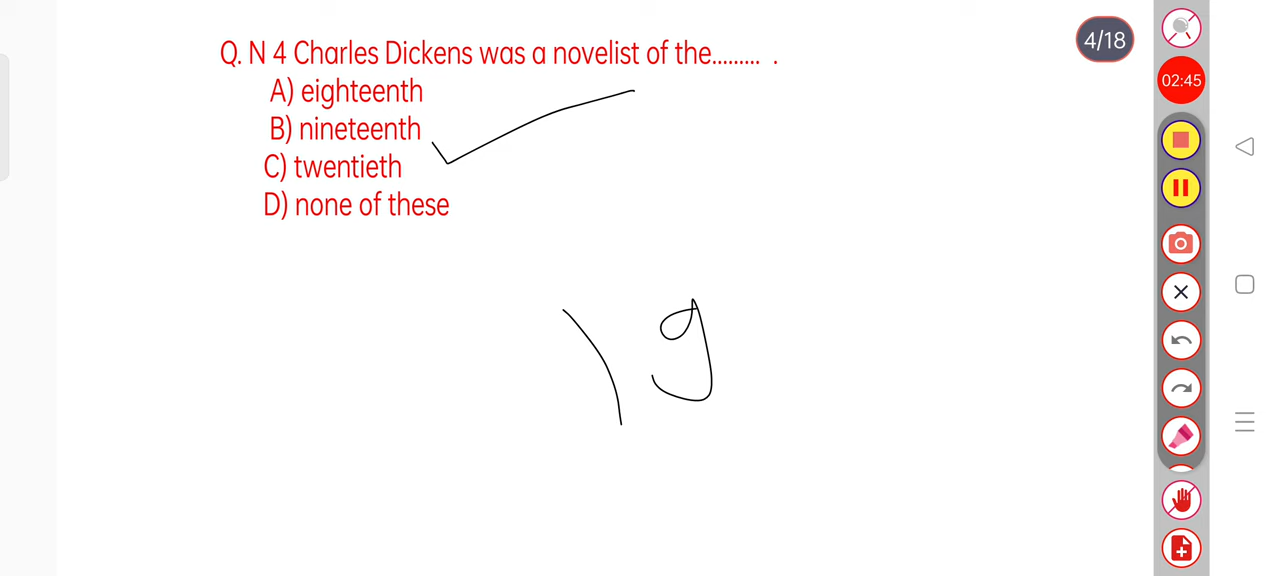 4/18
Q. N 4 Charles Dickens was a novelist of the......... .
02:45
A) eighteenth
B) nineteenth
C) twentieth
D) none of these
19